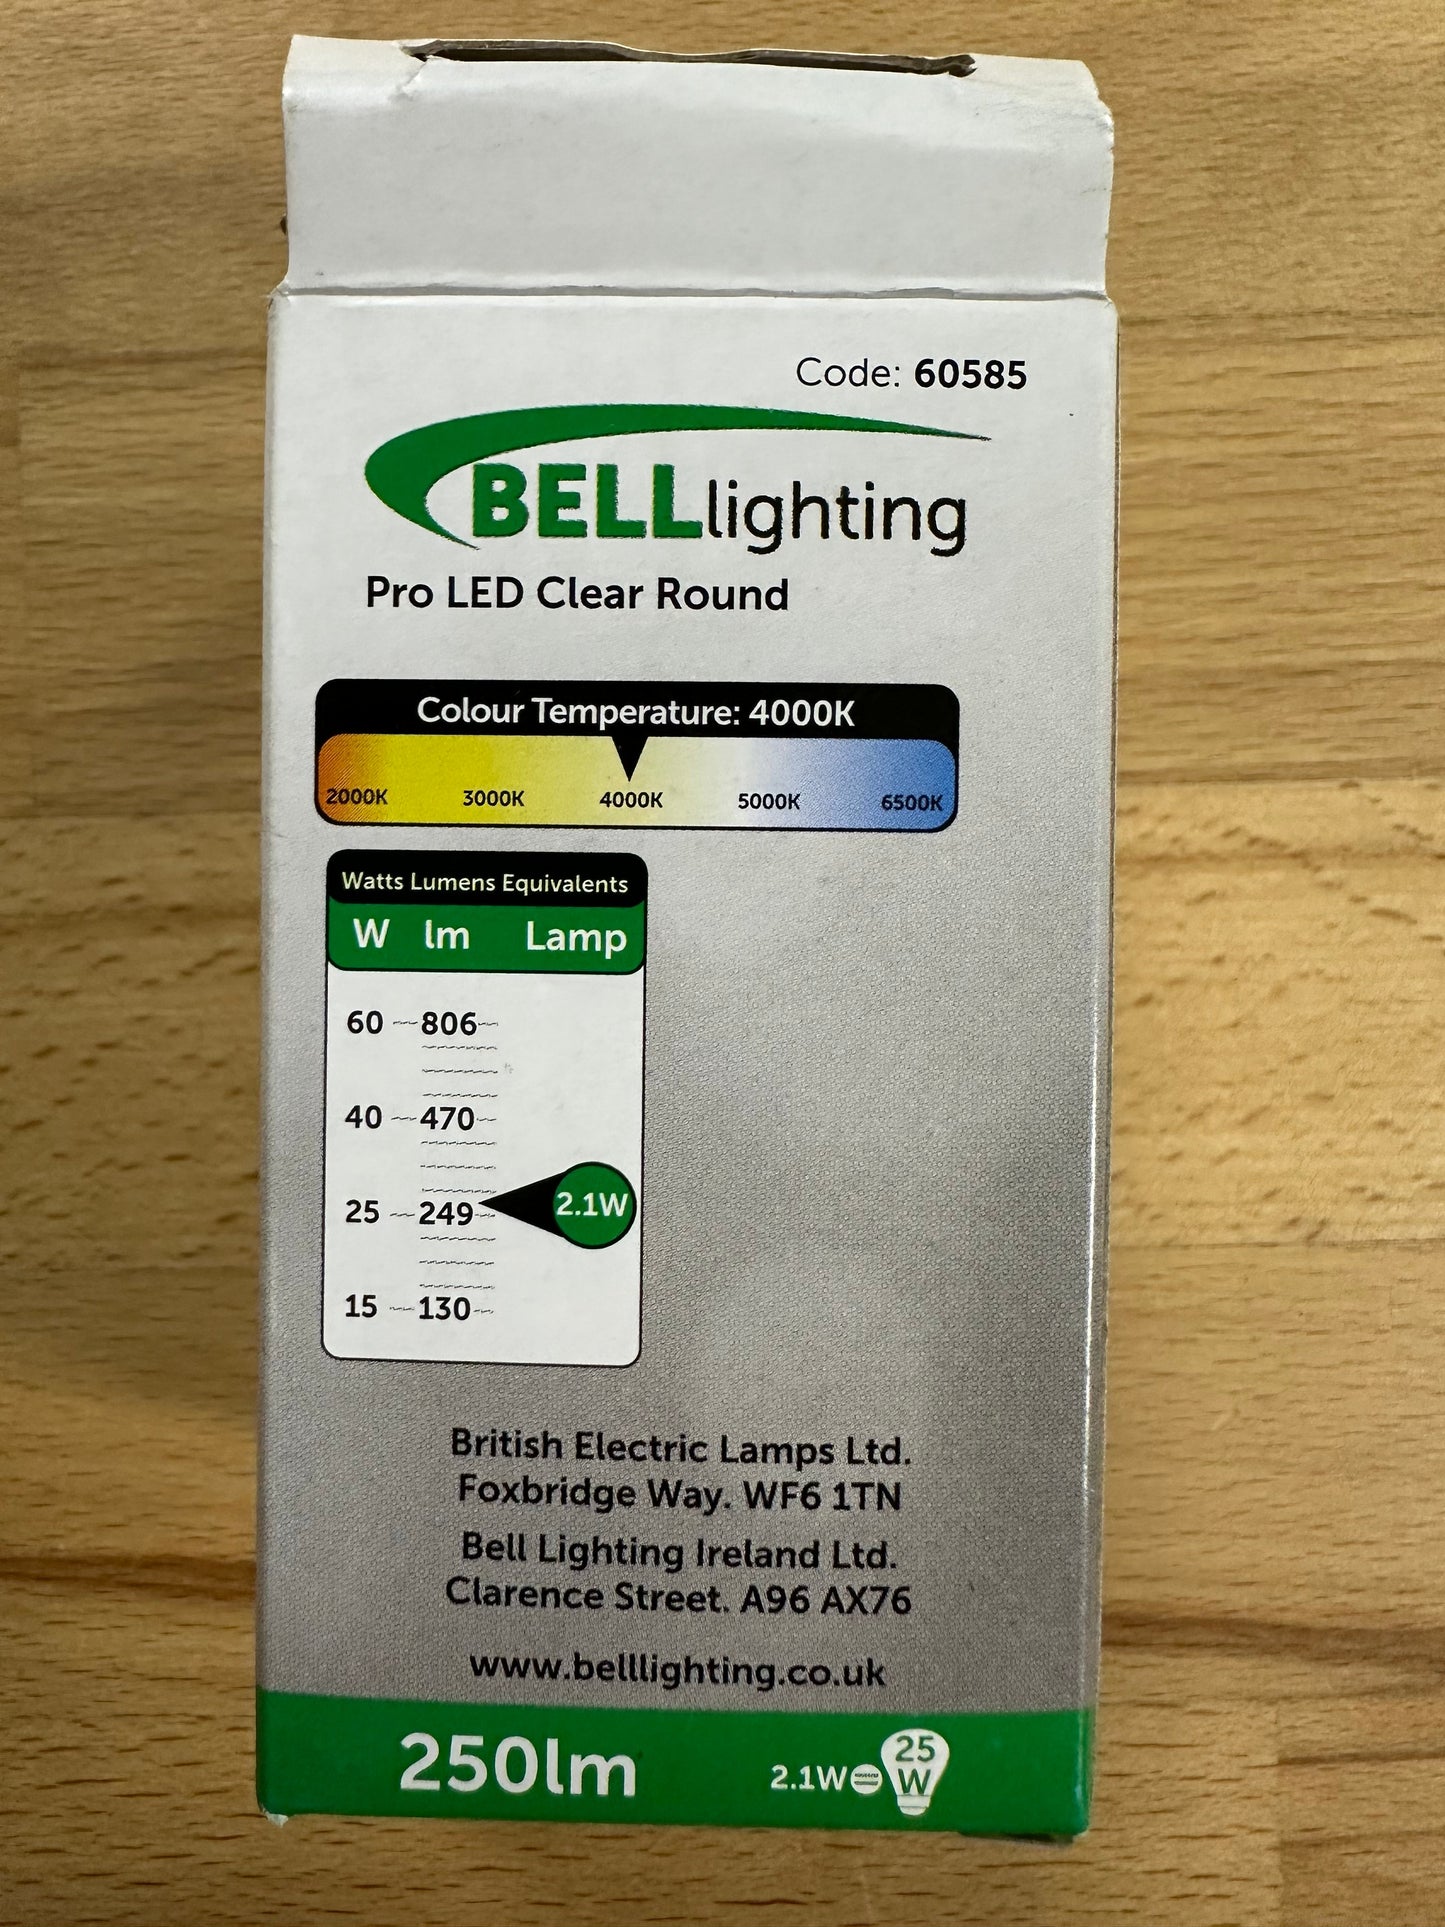 Code: 60585
BELLlighting
Pro LED Clear Round
Colour Temperature: 4000K
2000K 3000K 4000K 5000K 6500K
Watts Lumens Equivalents
W lm Lamp
60 806
40 470
25 249 2.1W
15 130
British Electric Lamps Ltd.
Foxbridge Way. WF6 1TN
Bell Lighting Ireland Ltd.
Clarence Street. A96 AX76
www.belllighting.co.uk
250lm 2.1W = 25 W